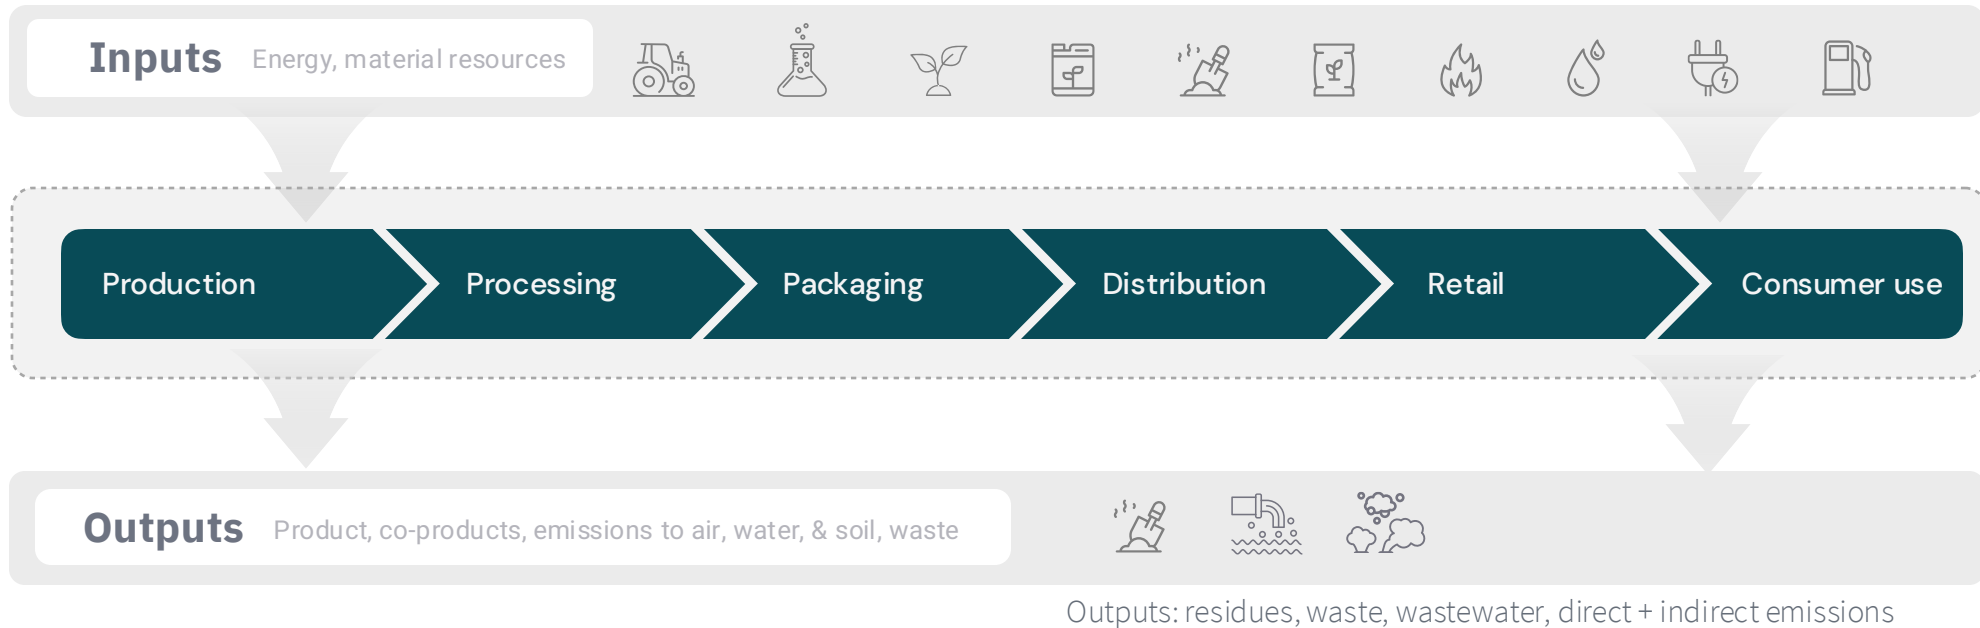 Inputs Energy, material resources
Production Processing Packaging Distribution Retail Consumer use
Outputs Product, co-products, emissions to air, water, & soil, waste
Outputs: residues, waste, wastewater, direct + indirect emissions